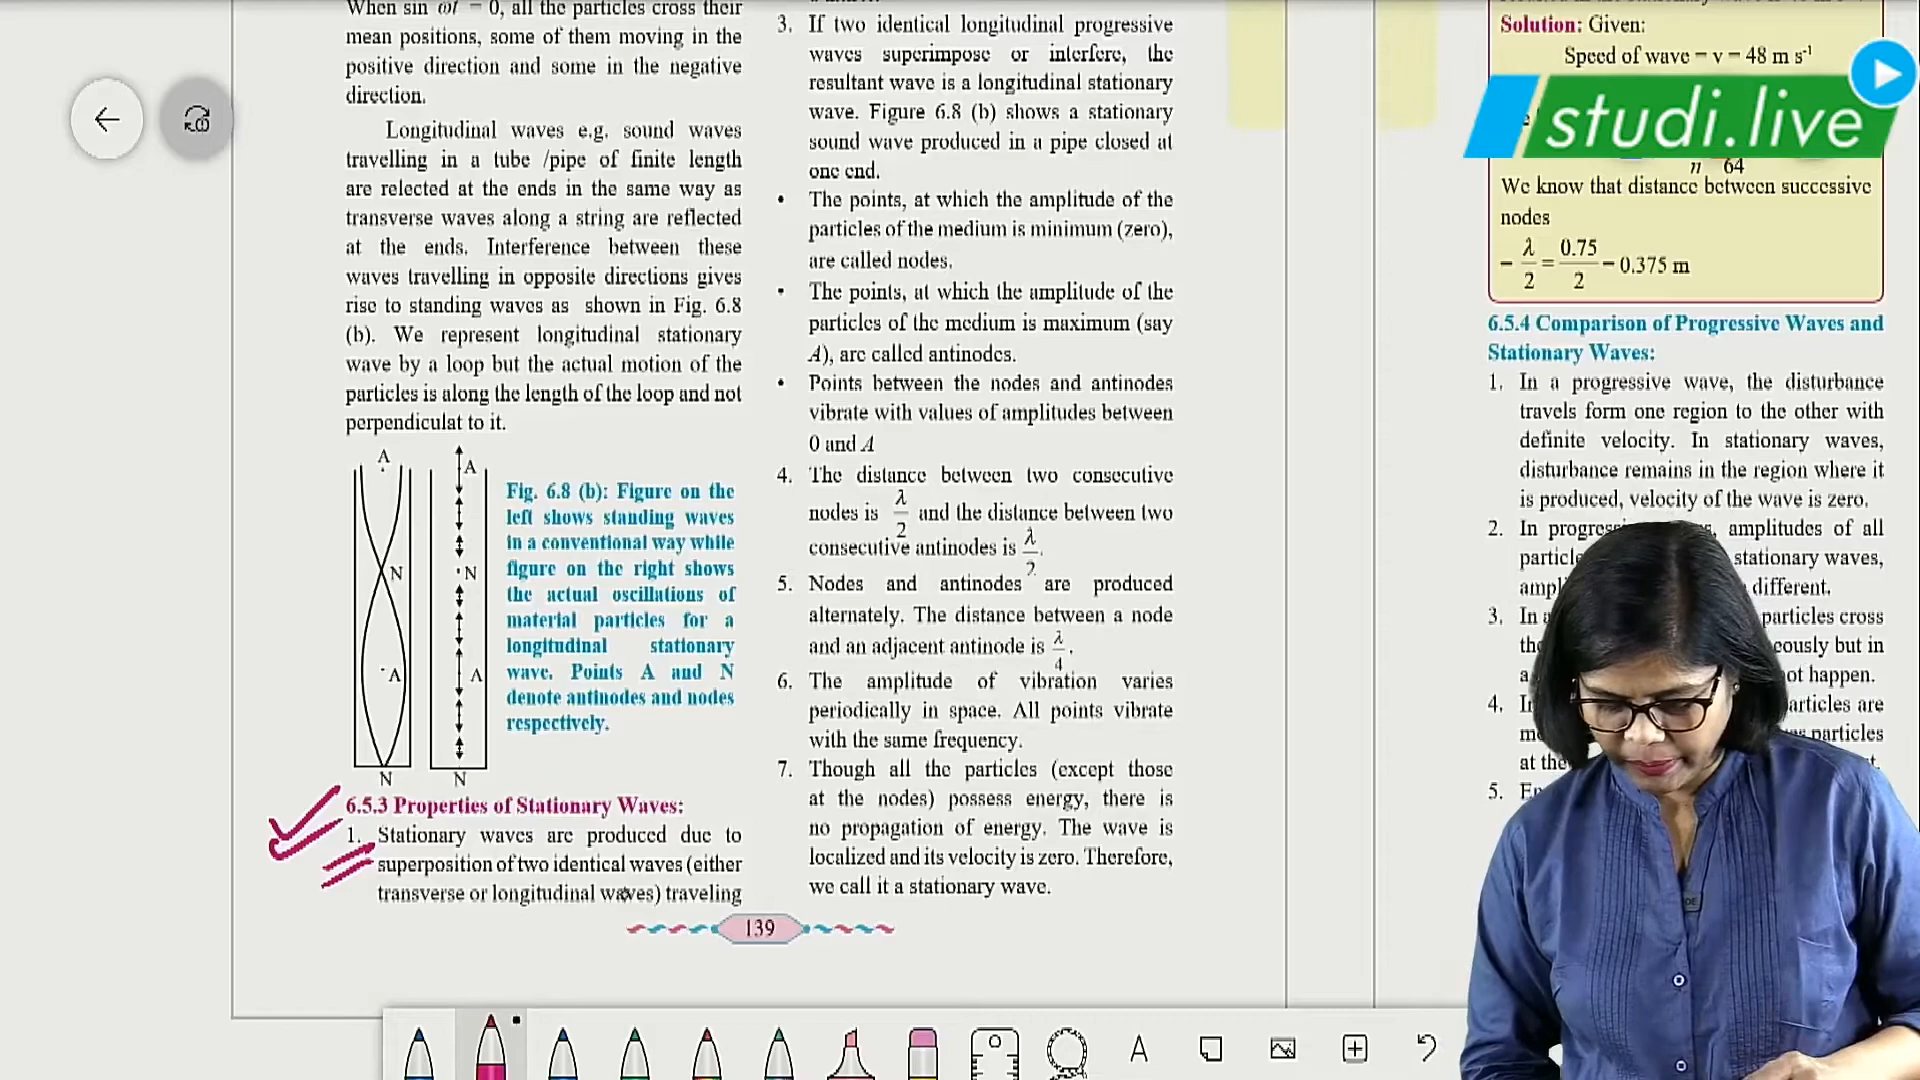 When sin ωt = 0, all the particles cross their
mean positions, some of them moving in the
positive direction and some in the negative
direction.
Longitudinal waves e.g. sound waves
travelling in a tube /pipe of finite length
are relected at the ends in the same way as
transverse waves along a string are reflected
at the ends. Interference between these
waves travelling in opposite directions gives
rise to standing waves as shown in Fig. 6.8
(b). We represent longitudinal stationary
wave by a loop but the actual motion of the
particles is along the length of the loop and not
perpendiculat to it.
A
A
N
N
A
A
N
N
Fig. 6.8 (b): Figure on the
left shows standing waves
in a conventional way while
figure on the right shows
the actual oscillations of
material particles for a
longitudinal stationary
wave. Points A and N
denote antinodes and nodes
respectively.
6.5.3 Properties of Stationary Waves:
1. Stationary waves are produced due to
superposition of two identical waves (either
transverse or longitudinal waves) traveling
3. If two identical longitudinal progressive
waves superimpose or interfere, the
resultant wave is a longitudinal stationary
wave. Figure 6.8 (b) shows a stationary
sound wave produced in a pipe closed at
one end.
• The points, at which the amplitude of the
particles of the medium is minimum (zero),
are called nodes.
• The points, at which the amplitude of the
particles of the medium is maximum (say
A), are called antinodes.
• Points between the nodes and antinodes
vibrate with values of amplitudes between
0 and A
4. The distance between two consecutive
nodes is λ/2 and the distance between two
consecutive antinodes is λ/2.
5. Nodes and antinodes are produced
alternately. The distance between a node
and an adjacent antinode is λ/4.
6. The amplitude of vibration varies
periodically in space. All points vibrate
with the same frequency.
7. Though all the particles (except those
at the nodes) possess energy, there is
no propagation of energy. The wave is
localized and its velocity is zero. Therefore,
we call it a stationary wave.
139
Solution: Given:
Speed of wave = v = 48 m s⁻¹
studi.live
n 64
We know that distance between successive
nodes
= λ/2 = 0.75/2 = 0.375 m
6.5.4 Comparison of Progressive Waves and
Stationary Waves:
1. In a progressive wave, the disturbance
travels form one region to the other with
definite velocity. In stationary waves,
disturbance remains in the region where it
is produced, velocity of the wave is zero.
2. In amplitudes of all
stationary waves,
different.
3. In particles cross
but in
not happen.
4. particles are
particles
at the
5.
A